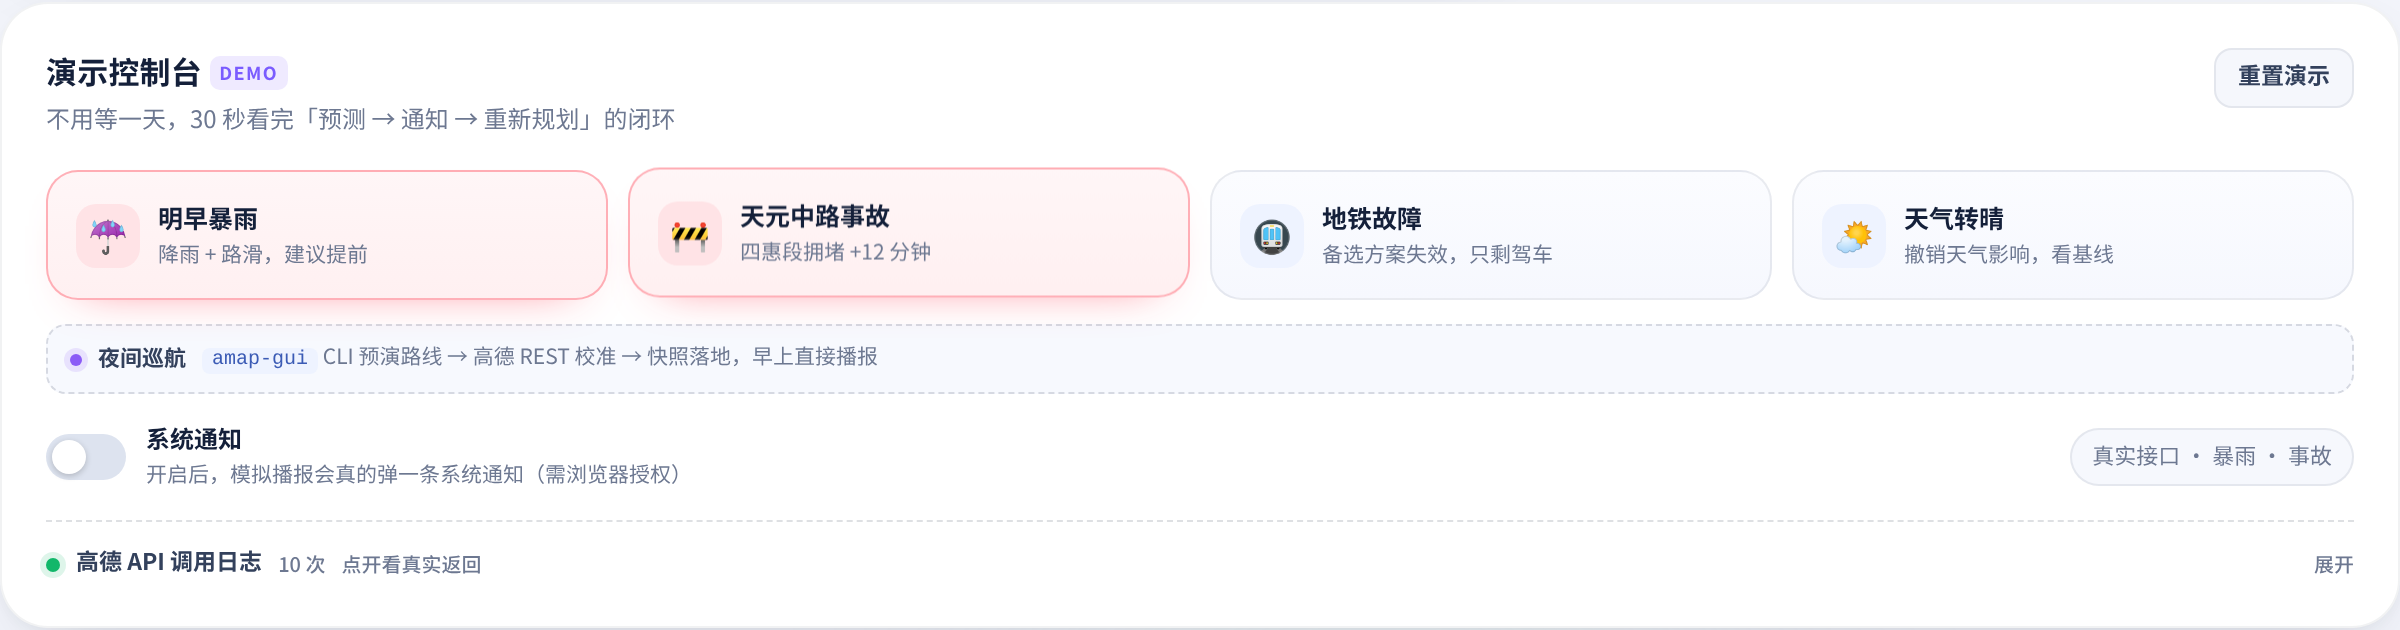 演示控制台 DEMO
重置演示
不用等一天，30 秒看完「预测 → 通知 → 重新规划」的闭环
明早暴雨
降雨 + 路滑，建议提前
天元中路事故
四惠段拥堵 +12 分钟
地铁故障
备选方案失效，只剩驾车
天气转晴
撤销天气影响，看基线
夜间巡航 amap-gui CLI 预演路线 → 高德 REST 校准 → 快照落地，早上直接播报
系统通知
开启后，模拟播报会真的弹一条系统通知（需浏览器授权）
真实接口 · 暴雨 · 事故
高德 API 调用日志 10 次 点开看真实返回
展开